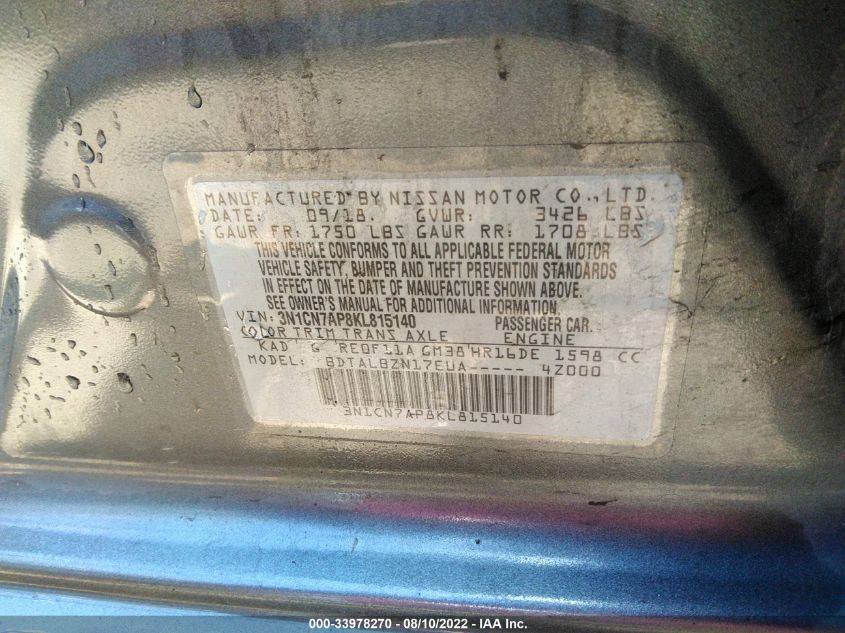 MANUFACTURED BY NISSAN MOTOR CO., LTD.
DATE: 09/18. GVWR: 3426 LBS
GAWR FR: 1750 LBS GAWR RR: 1708 LBS
THIS VEHICLE CONFORMS TO ALL APPLICABLE FEDERAL MOTOR
VEHICLE SAFETY, BUMPER AND THEFT PREVENTION STANDARDS
IN EFFECT ON THE DATE OF MANUFACTURE SHOWN ABOVE.
SEE OWNER'S MANUAL FOR ADDITIONAL INFORMATION.
VIN: 3N1CN7AP8KL815140 PASSENGER CAR.
COLOR TRIM TRANS AXLE ENGINE
KAD G RE0F11A GM38 HR16DE 1598 CC
MODEL: BDTALBZN17EUA----- 4Z000
3N1CN7AP8KL815140
000-33978270 - 08/10/2022 - IAA Inc.